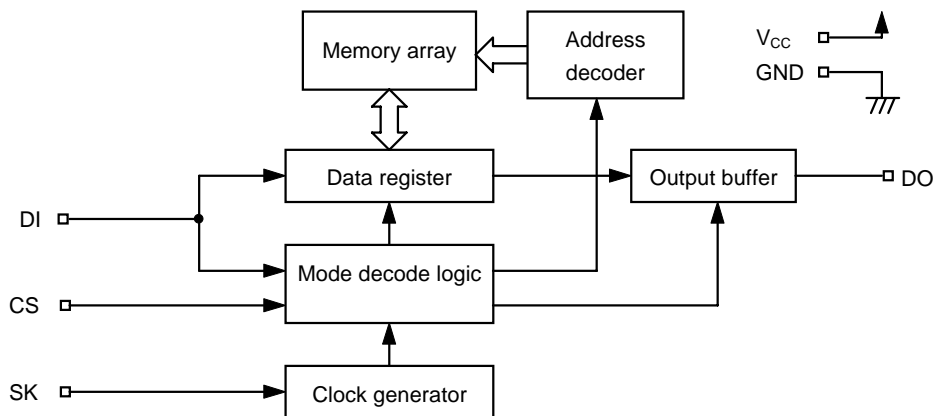 Memory array
Address
decoder
VCC
GND
Data register
Output buffer
DO
DI
Mode decode logic
CS
SK
Clock generator